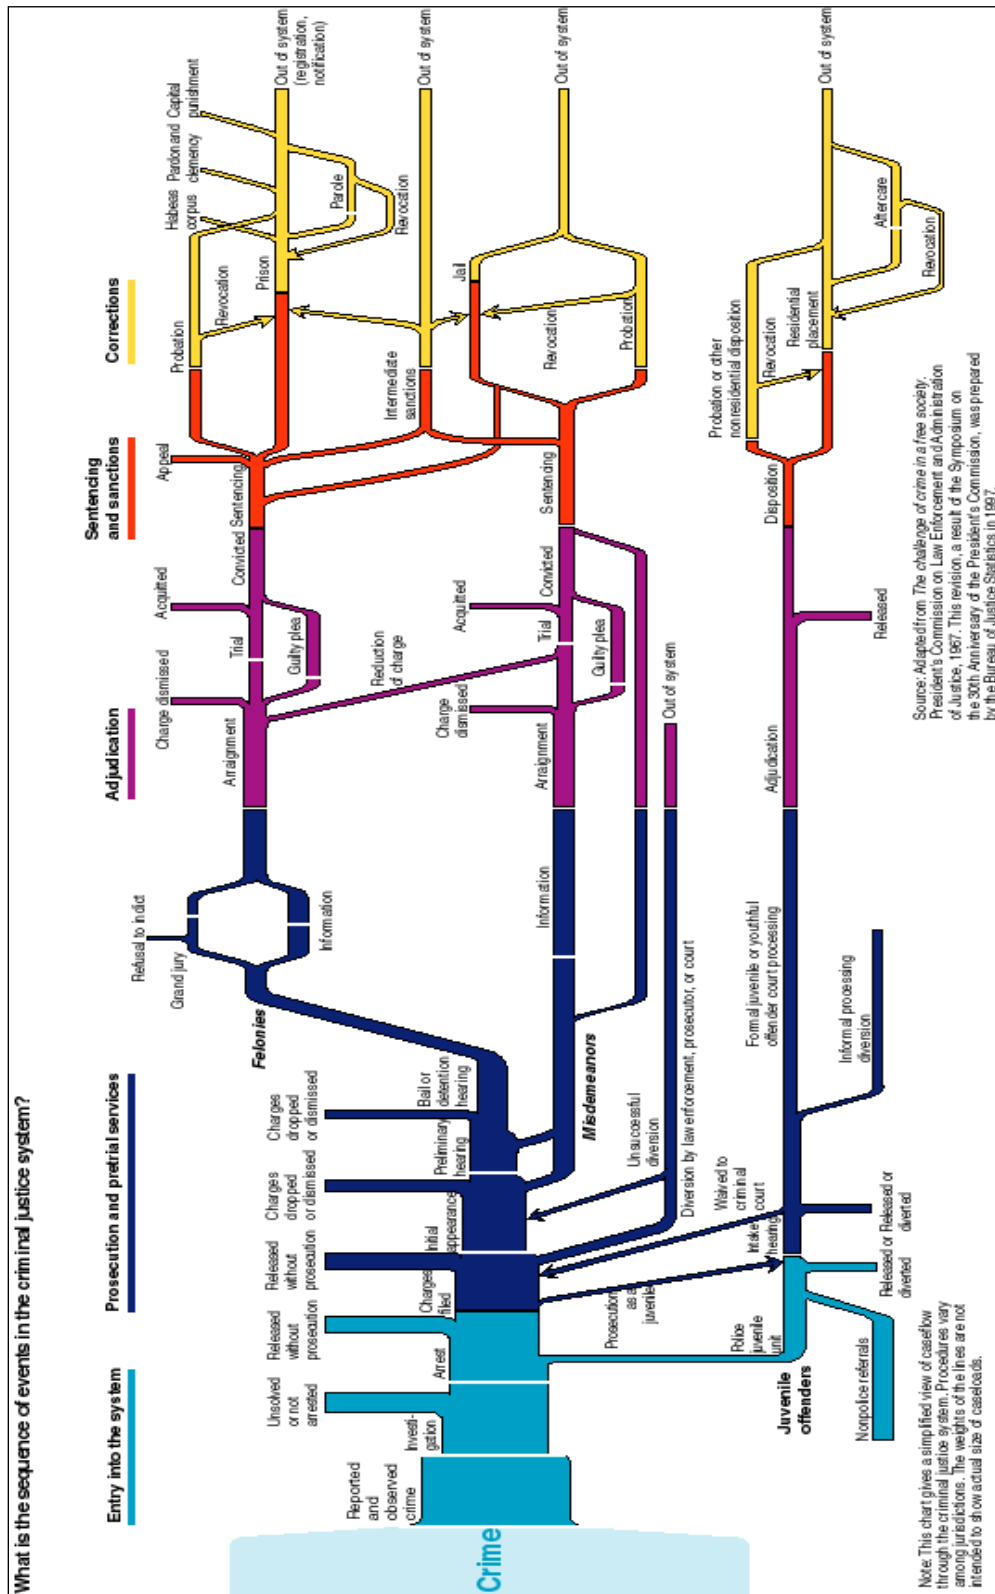 What is the sequence of events in the criminal justice system?
Entry into the system
Prosecution and pretrial services
Adjudication
Sentencing
and sanctions
Corrections
Crime
Reported
and
observed
crime
Investi-
gation
Unsolved
or not
arrested
Arrest
Released
without
prosecution
Charges
filed
Released
without
prosecution
Initial
appearance
Charges
dropped
or dismissed
Preliminary
hearing
Charges
dropped
or dismissed
Bail or
detention
hearing
Felonies
Grand jury
Refusal to indict
Information
Arraignment
Charge dismissed
Trial
Acquitted
Guilty plea
Convicted
Reduction
of charge
Sentencing
Appeal
Probation
Revocation
Prison
Habeas
corpus
Pardon and
clemency
Capital
punishment
Parole
Revocation
Out of system
(registration,
notification)
Intermediate
sanctions
Out of system
Misdemeanors
Information
Arraignment
Charge
dismissed
Trial
Acquitted
Guilty plea
Convicted
Sentencing
Jail
Revocation
Probation
Out of system
Unsuccessful
diversion
Diversion by law enforcement, prosecutor, or court
Out of system
Prosecution
as a
juvenile
Waived to
criminal
court
Police
juvenile
unit
Juvenile
offenders
Nonpolice referrals
Released or
diverted
Intake
hearing
Released or
diverted
Formal juvenile or youthful
offender court processing
Informal processing
diversion
Adjudication
Released
Disposition
Probation or other
nonresidential disposition
Revocation
Residential
placement
Aftercare
Revocation
Out of system
Note: This chart gives a simplified view of caseflow
through the criminal justice system. Procedures vary
among jurisdictions. The weights of the lines are not
intended to show actual size of caseloads.
Source: Adapted from The challenge of crime in a free society.
President's Commission on Law Enforcement and Administration
of Justice, 1967. This revision, a result of the Symposium on
the 30th Anniversary of the President's Commission, was prepared
by the Bureau of Justice Statistics in 1997.